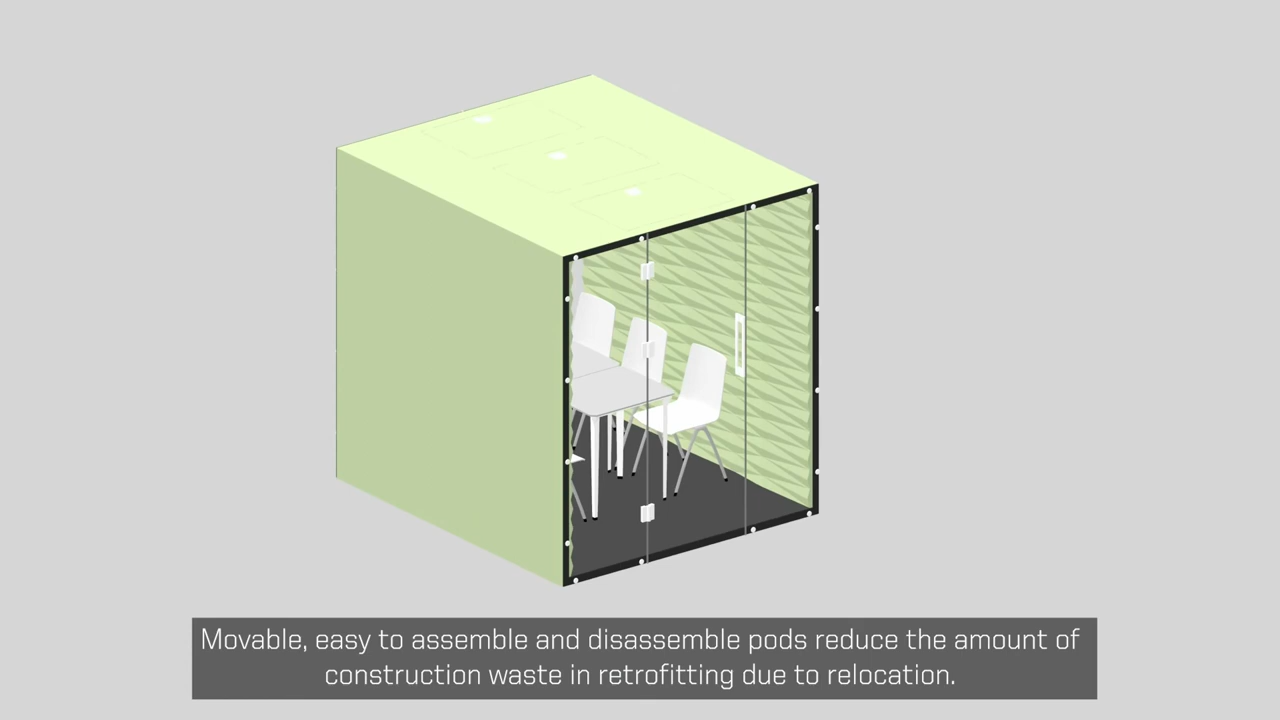 Movable, easy to assemble and disassemble pods reduce the amount of
construction waste in retrofitting due to relocation.